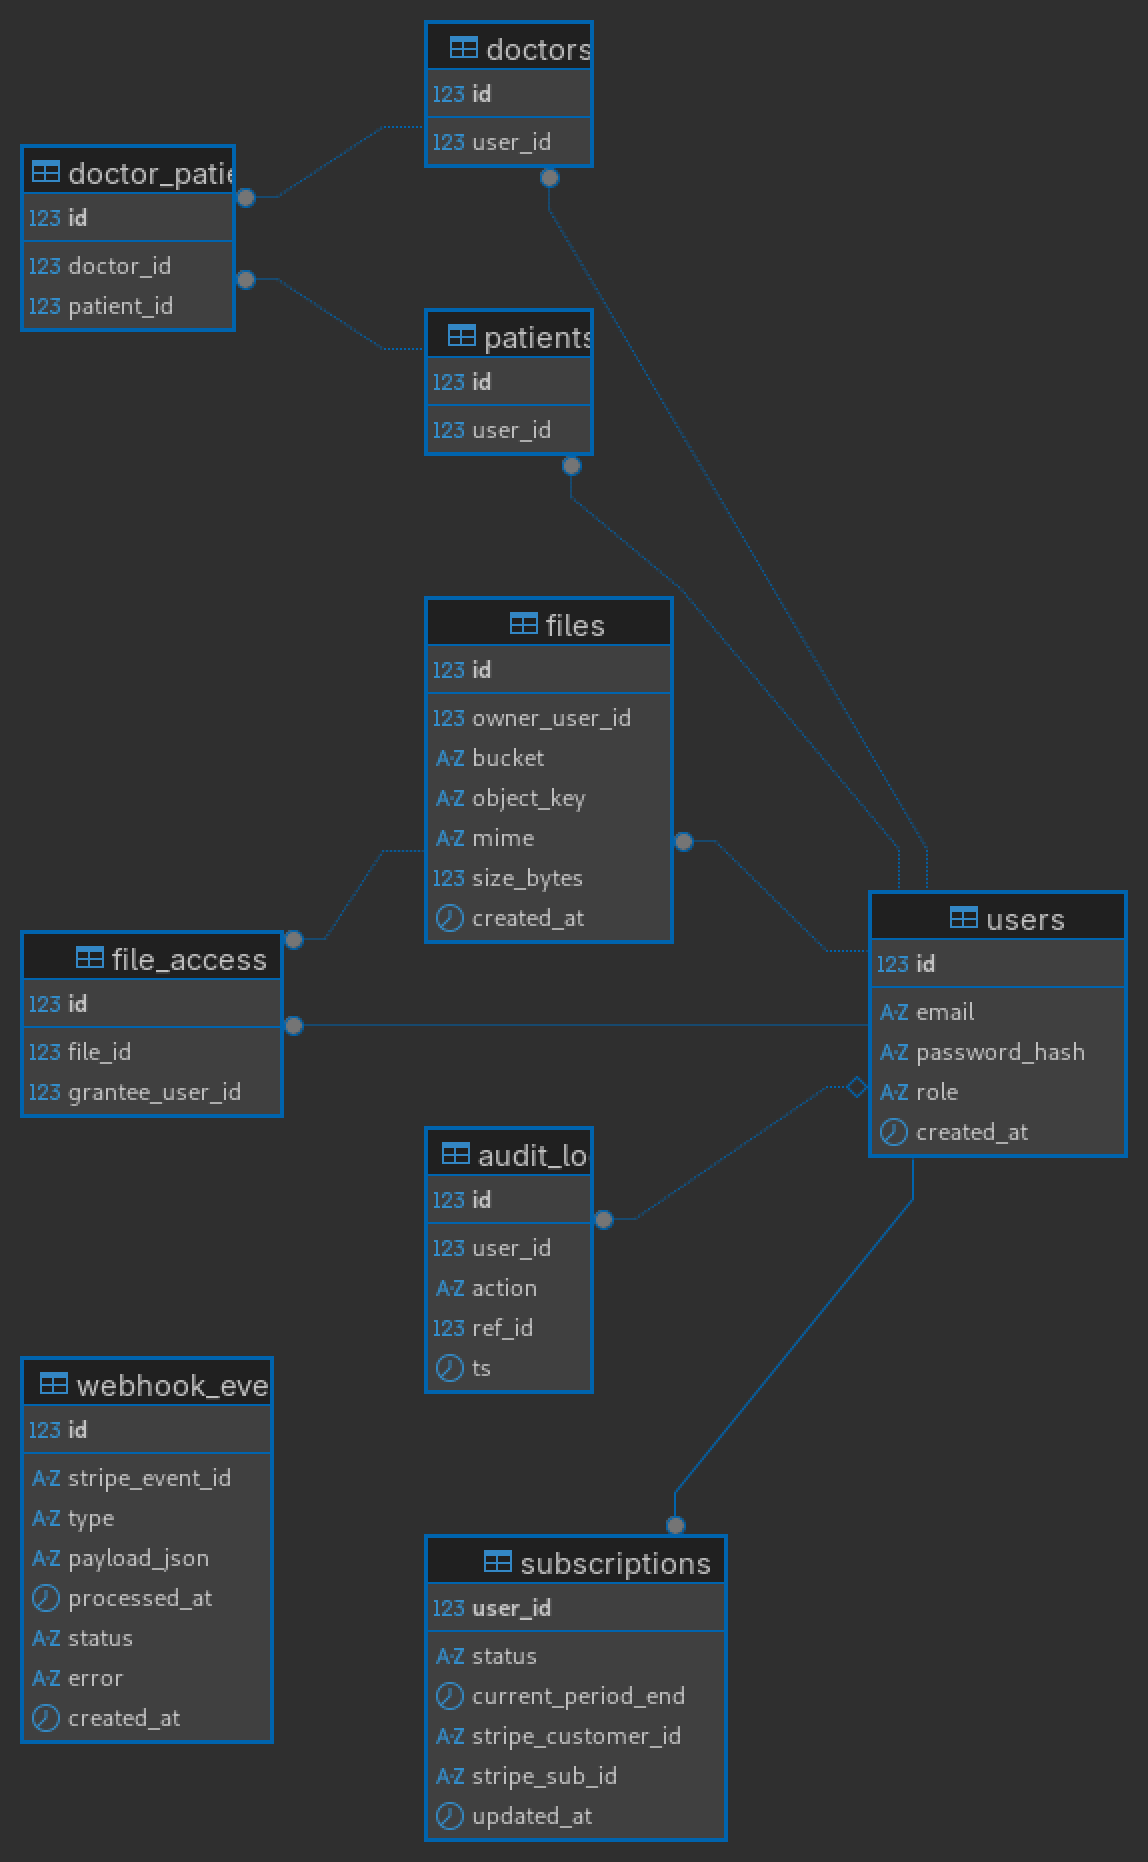 doctors
123 id
123 user_id
doctor_patie
123 id
123 doctor_id
123 patient_id
patients
123 id
123 user_id
files
123 id
123 owner_user_id
A-Z bucket
A-Z object_key
A-Z mime
123 size_bytes
created_at
users
123 id
A-Z email
A-Z password_hash
A-Z role
created_at
file_access
123 id
123 file_id
123 grantee_user_id
audit_lo
123 id
123 user_id
A-Z action
123 ref_id
ts
webhook_eve
123 id
A-Z stripe_event_id
A-Z type
A-Z payload_json
processed_at
A-Z status
A-Z error
created_at
subscriptions
123 user_id
A-Z status
current_period_end
A-Z stripe_customer_id
A-Z stripe_sub_id
updated_at